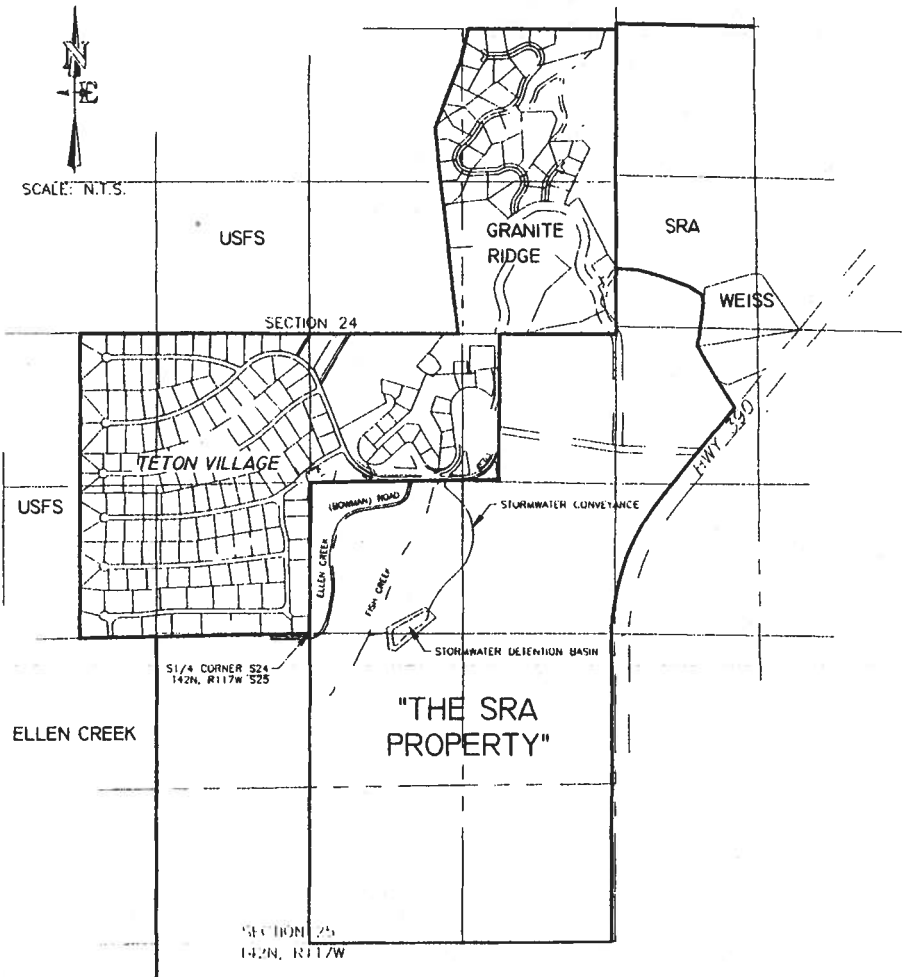 N
E
SCALE: N.T.S.
USFS
GRANITE
RIDGE
SRA
WEISS
SECTION 24
HWY 390
TETON VILLAGE
USFS
(BOWMAN) ROAD
STORMWATER CONVEYANCE
ELLEN CREEK
FISH CREEK
STORMWATER DETENTION BASIN
S1/4 CORNER S24
T42N, R117W S25
"THE SRA
PROPERTY"
ELLEN CREEK
SECTION 25
T42N, R117W